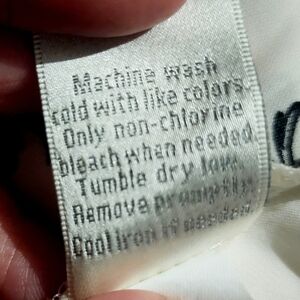 Machine wash
cold with like colors.
Only non-chlorine
bleach when needed
Tumble dry low.
Remove promptly.
Cool iron if needed